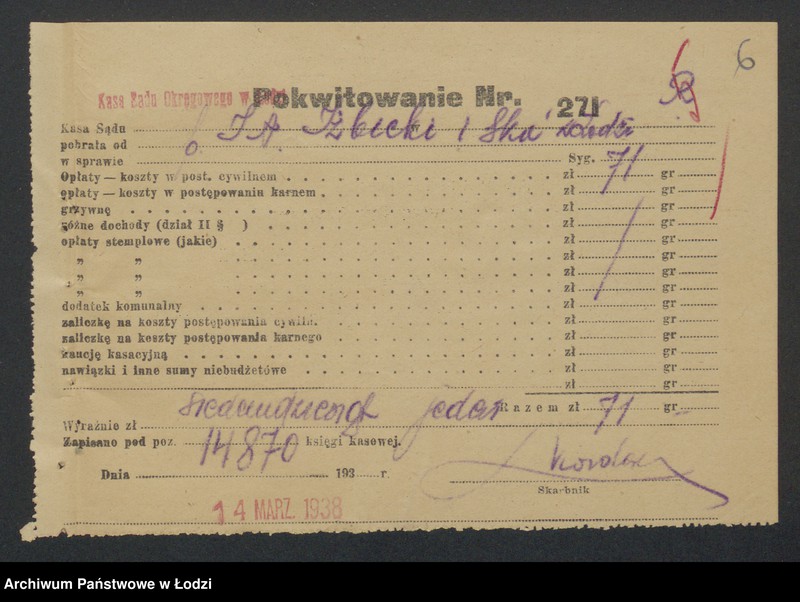 6
Kasa Sądu Okręgowego w
Pokwitowanie Nr. 271
Kasa Sądu w
pobrała od J A Iżbicki i Ska Łódź
w sprawie Syg.
Opłaty — koszty w post. cywilnem zł 71 gr
opłaty — koszty w postępowaniu karnem zł gr
grzywnę zł gr
różne dochody (dział II § ) zł gr
opłaty stemplowe (jakie) zł gr
„ „ zł gr
„ „ zł gr
„ „ zł gr
dodatek komunalny zł gr
zaliczkę na koszty postępowania cywiln. zł gr
zaliczkę na koszty postępowania karnego zł gr
kaucję kasacyjną zł gr
nawiązki i inne sumy niebudżetowe zł gr
zł gr
Razem zł 71 gr -
Wyraźnie zł siedemdziesiąt jeden
Zapisano pod poz. 14870 księgi kasowej.
Dnia 193 r.
Skarbnik
14 MARZ. 1938
Archiwum Państwowe w Łodzi